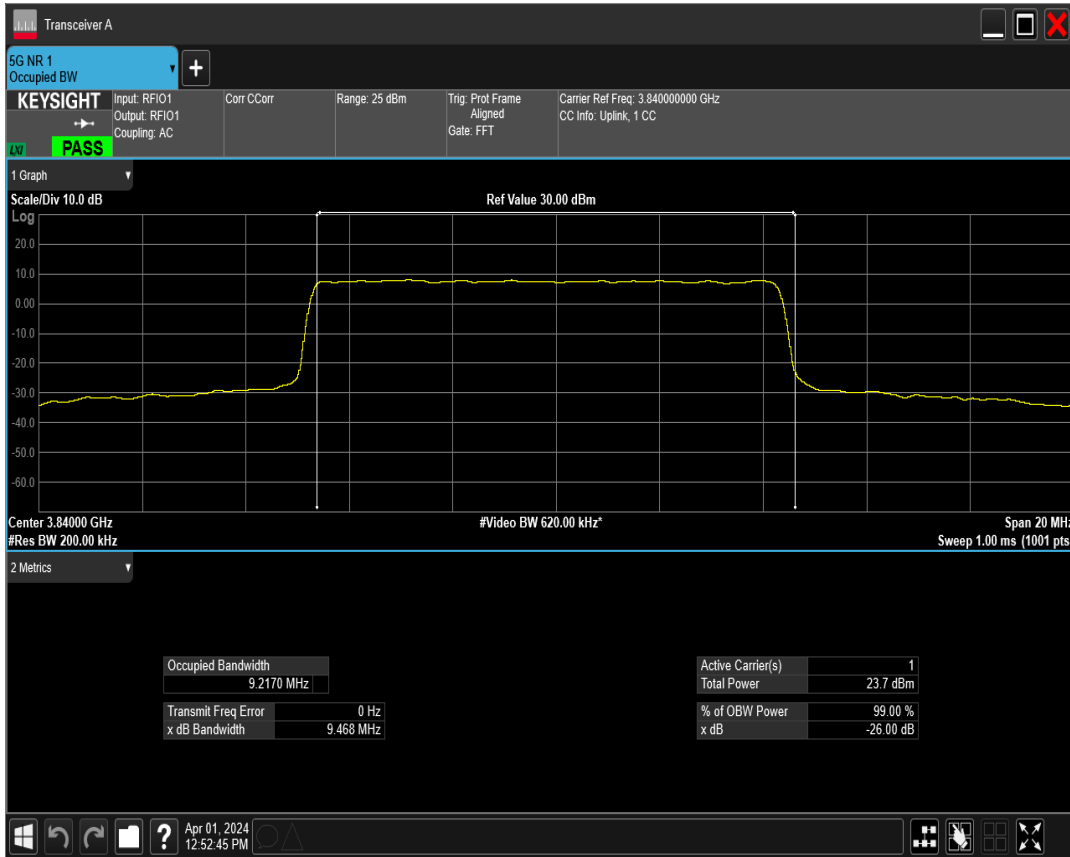 Transceiver A
5G NR 1
Occupied BW
KEYSIGHT
LXI
PASS
Input: RFIO1
Output: RFIO1
Coupling: AC
Corr CCorr
Range: 25 dBm
Trig: Prot Frame
Aligned
Gate: FFT
Carrier Ref Freq: 3.840000000 GHz
CC Info: Uplink, 1 CC
1 Graph
Scale/Div 10.0 dB
Ref Value 30.00 dBm
Log
20.0
10.0
0.00
-10.0
-20.0
-30.0
-40.0
-50.0
-60.0
Center 3.84000 GHz
#Video BW 620.00 kHz*
Span 20 MHz
#Res BW 200.00 kHz
Sweep 1.00 ms (1001 pts
2 Metrics
Occupied Bandwidth
9.2170 MHz
Transmit Freq Error 0 Hz
x dB Bandwidth 9.468 MHz
Active Carrier(s) 1
Total Power 23.7 dBm
% of OBW Power 99.00 %
x dB -26.00 dB
?
Apr 01, 2024
12:52:45 PM